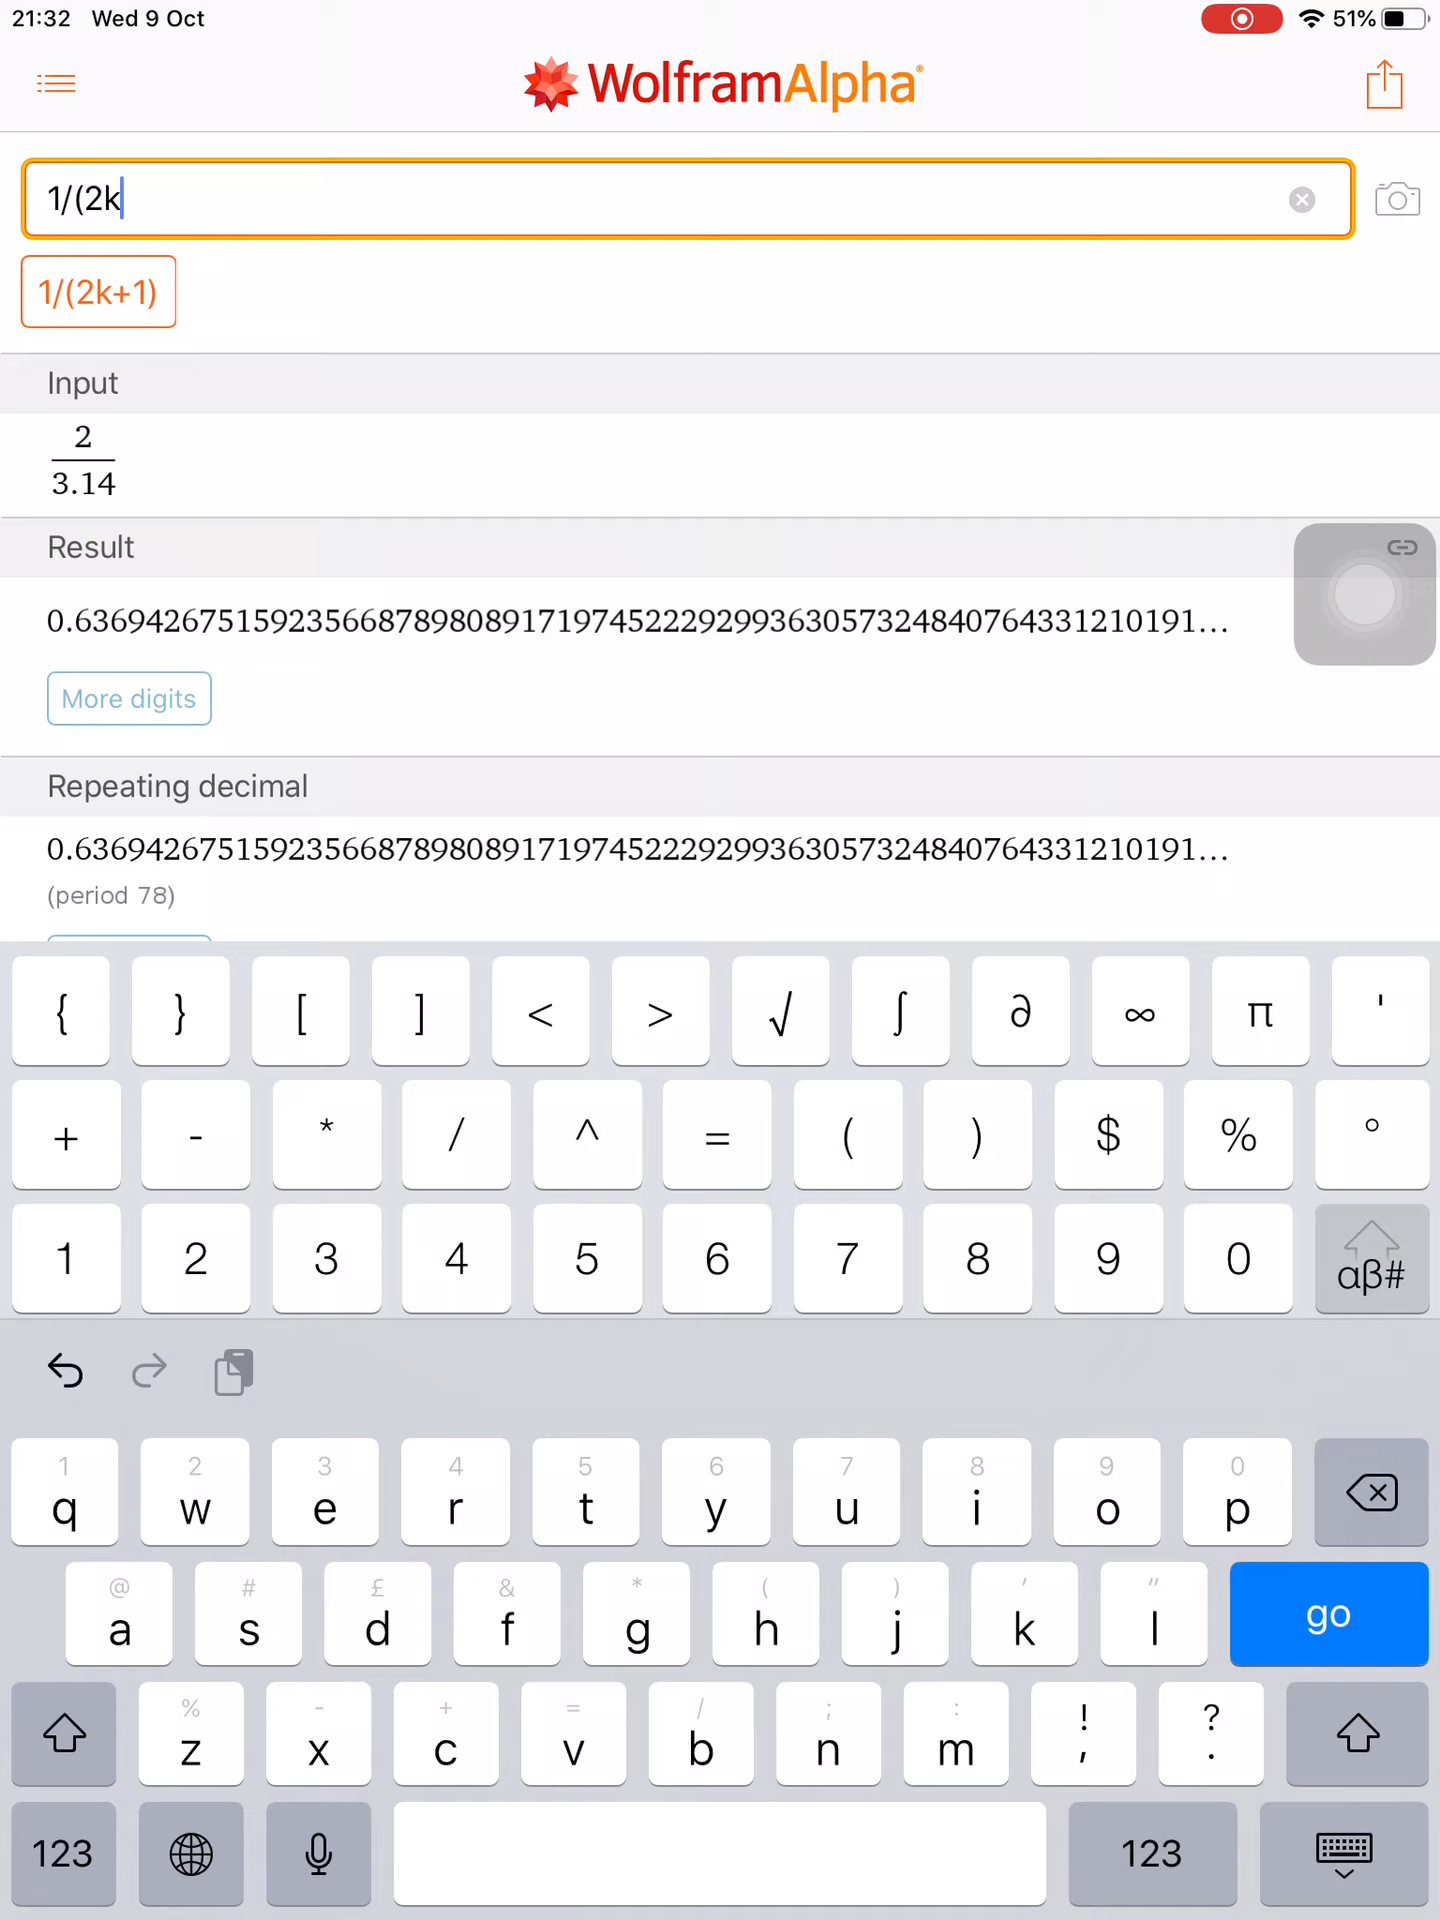 21:32 Wed 9 Oct 51%
WolframAlpha
1/(2k
1/(2k+1)
Input
2
3.14
Result
0.6369426751592356687898089171974522292993630573248407643312101​91...
More digits
Repeating decimal
0.636942675159235668789808917197452229299363057324840764331210191...
(period 78)
{ } [ ] < > √ ∫ ∂ ∞ π '
+ - * / ^ = ( ) $ % °
1 2 3 4 5 6 7 8 9 0 αβ#
1 2 3 4 5 6 7 8 9 0
q w e r t y u i o p
@ # £ & * ( ) ' "
a s d f g h j k l go
% - + = / ; : ! ?
z x c v b n m , .
123 123